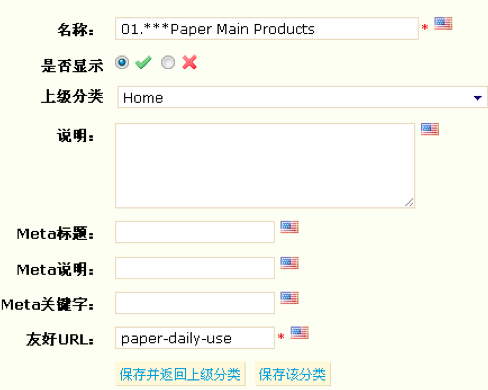 名称： 01.***Paper Main Products *
是否显示
上级分类 Home
说明：
Meta标题：
Meta说明：
Meta关键字：
友好URL： paper-daily-use *
保存并返回上级分类 保存该分类